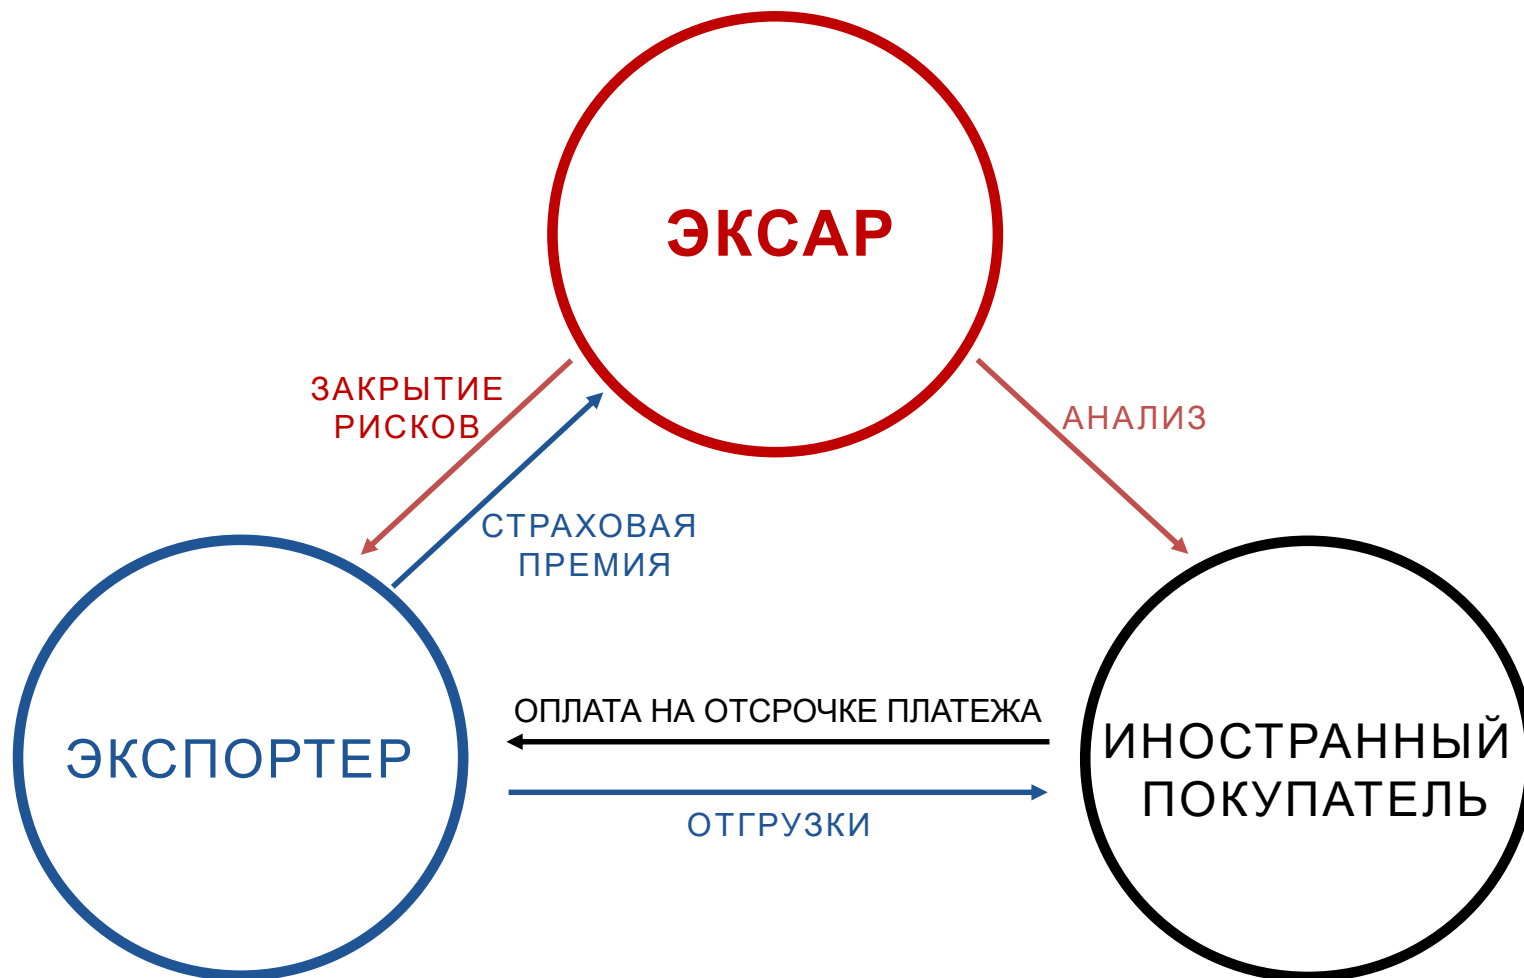 ЭКСАР
ЗАКРЫТИЕ
РИСКОВ
АНАЛИЗ
СТРАХОВАЯ
ПРЕМИЯ
ОПЛАТА НА ОТСРОЧКЕ ПЛАТЕЖА
ЭКСПОРТЕР
ИНОСТРАННЫЙ
ПОКУПАТЕЛЬ
ОТГРУЗКИ